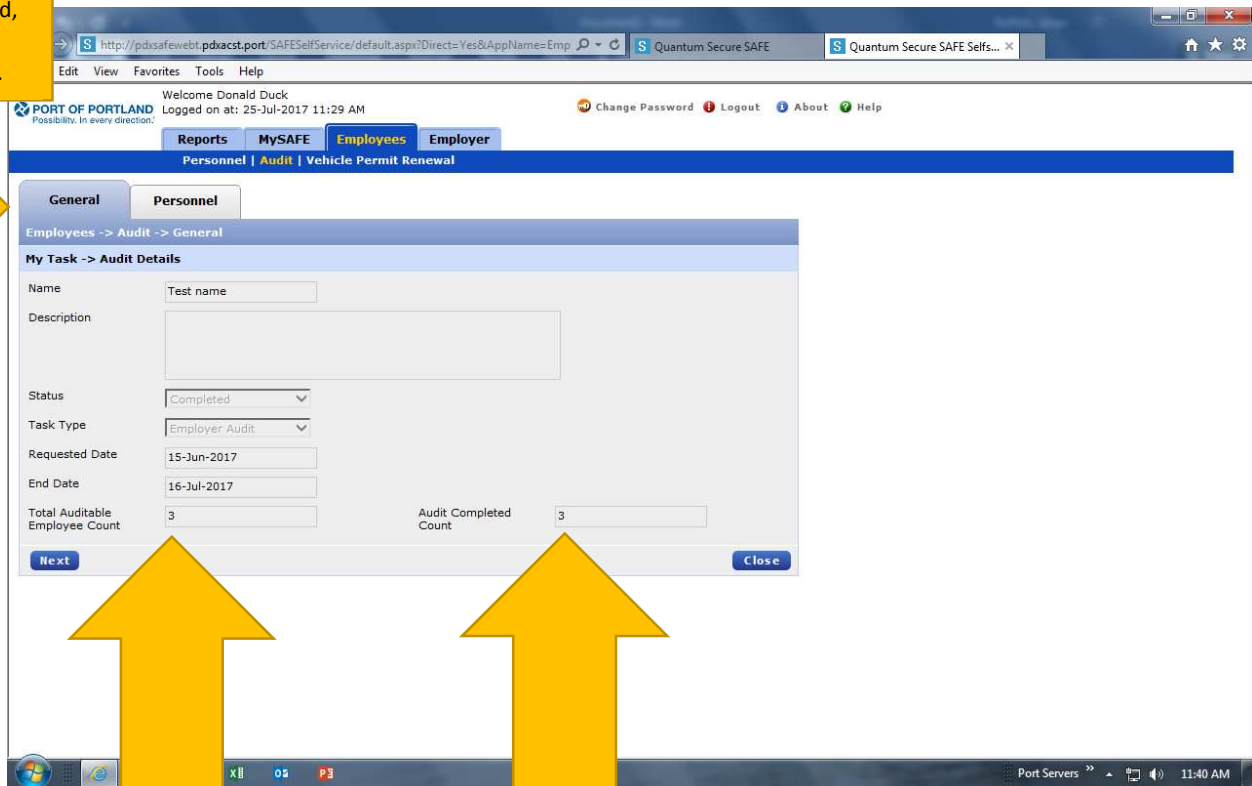 d,
.
http://pdxsafewebt.pdxacst.port/SAFESelfService/default.aspx?Direct=Yes&AppName=Emp
Quantum Secure SAFE
Quantum Secure SAFE Selfs...
Edit View Favorites Tools Help
PORT OF PORTLAND
Possibility. In every direction.
Welcome Donald Duck
Logged on at: 25-Jul-2017 11:29 AM
Change Password Logout About Help
Reports MySAFE Employees Employer
Personnel | Audit | Vehicle Permit Renewal
General Personnel
Employees -> Audit -> General
My Task -> Audit Details
Name Test name
Description
Status Completed
Task Type Employer Audit
Requested Date 15-Jun-2017
End Date 16-Jul-2017
Total Auditable Employee Count 3 Audit Completed Count 3
Next Close
Port Servers 11:40 AM